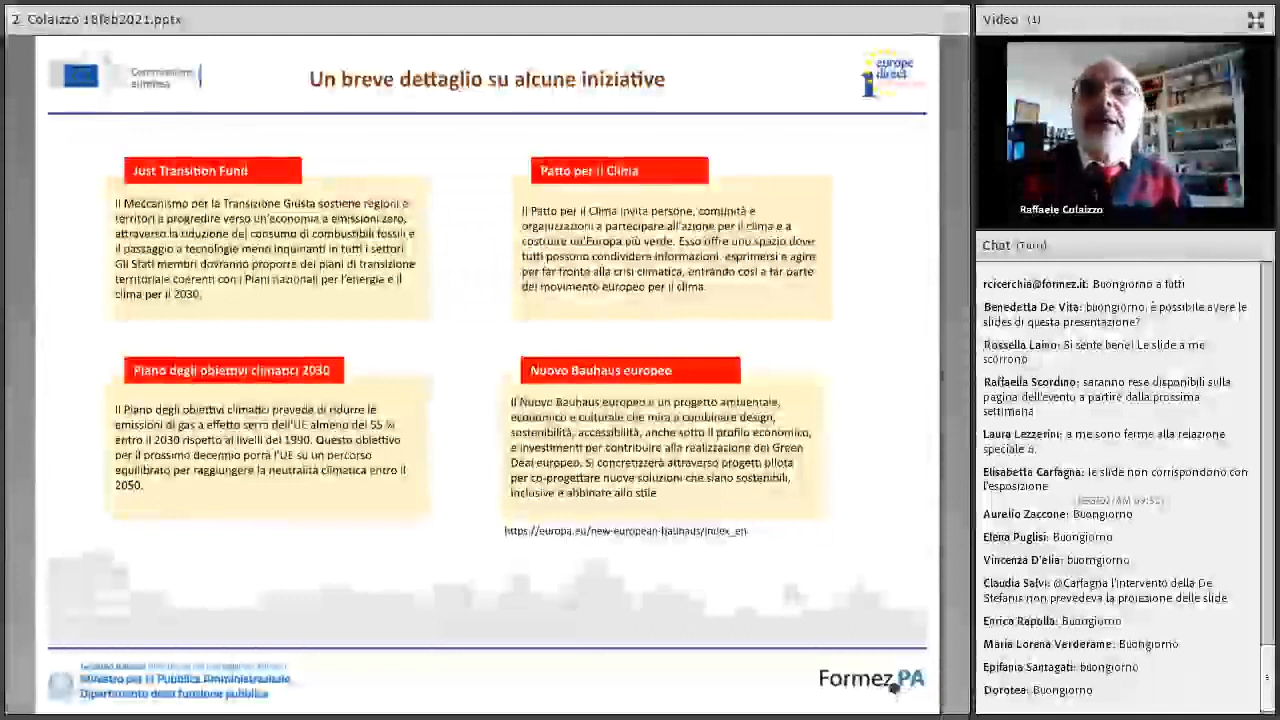 2_Colaizzo 18feb2021.pptx
Commissione
europea
Un breve dettaglio su alcune iniziative
europe
direct
Just Transition Fund
Il Meccanismo per la Transizione Giusta sostiene regioni e
territori a progredire verso un'economia a emissioni zero,
attraverso la riduzione del consumo di combustibili fossili e
il passaggio a tecnologie meno inquinanti in tutti i settori
Gli Stati membri dovranno proporre dei piani di transizione
territoriale coerenti con i Piani nazionali per l'energia e il
clima per il 2030.
Patto per il Clima
Il Patto per il Clima invita persone, comunità e
organizzazioni a partecipare all'azione per il clima e a
costruire un'Europa più verde. Esso offre uno spazio dove
tutti possono condividere informazioni, esprimersi e agire
per far fronte alla crisi climatica, entrando così a far parte
del movimento europeo per il clima.
Piano degli obiettivi climatici 2030
Il Piano degli obiettivi climatici prevede di ridurre le
emissioni di gas a effetto serra dell'UE almeno del 55 %
entro il 2030 rispetto ai livelli del 1990. Questo obiettivo
per il prossimo decennio porrà l'UE su un percorso
equilibrato per raggiungere la neutralità climatica entro il
2050.
Nuovo Bauhaus europeo
Il Nuovo Bauhaus europeo è un progetto ambientale,
economico e culturale che mira a combinare design,
sostenibilità, accessibilità, anche sotto il profilo economico,
e investimenti per contribuire alla realizzazione del Green
Deal europeo. Si concretizzerà attraverso progetti pilota
per co-progettare nuove soluzioni che siano sostenibili,
inclusive e abbinate allo stile
https://europa.eu/new-european-bauhaus/index_en
Ministro per la Pubblica Amministrazione
Dipartimento della funzione pubblica
Formez PA
Video (1)
Raffaele Colaizzo
Chat (Tutti)
rcicerchia@formez.it: Buongiorno a tutti
Benedetta De Vita: buongiorno, è possibile avere le
slides di questa presentazione?
Rossella Laino: Si sente bene! Le slide a me
scorrono
Raffaella Scordino: saranno rese disponibili sulla
pagina dell'evento a partire dalla prossima
settimana
Laura Lezzerini: a me sono ferme alla relazione
speciale
Elisabetta Carfagna: le slide non corrispondono con
l'esposizione
Aurelio Zaccone: Buongiorno
Elena Puglisi: Buongiorno
Vincenza D'elia: buongiorno
Claudia Salvi: @Carfagna l'intervento della De
Stefanis non prevedeva la proiezione delle slide
Enrica Rapolla: Buongiorno
Maria Lorena Verderame: Buongiorno
Epifania Santagati: buongiorno
Dorotea: Buongiorno